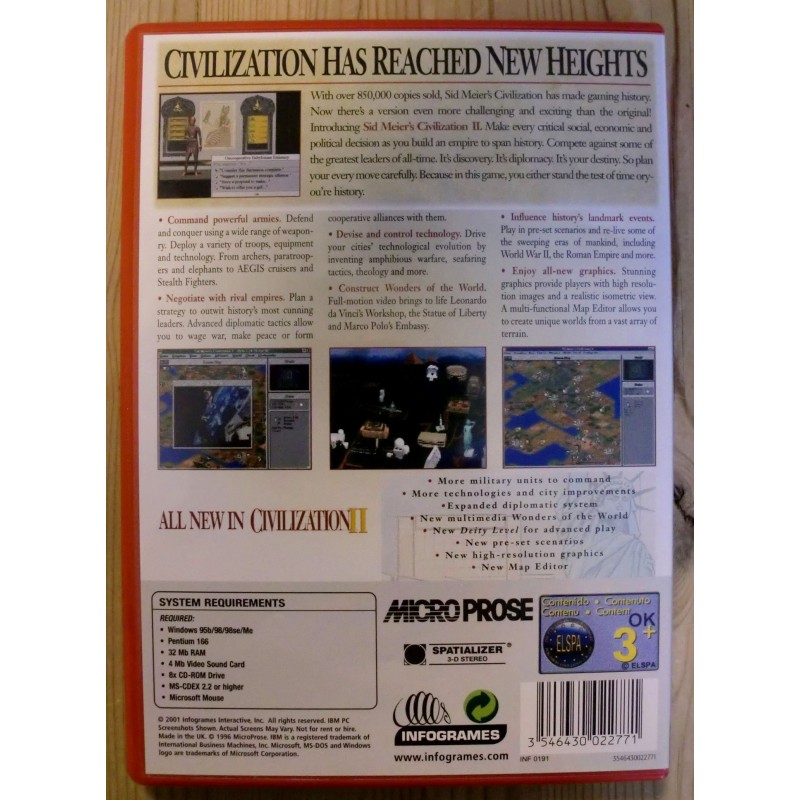 CIVILIZATION HAS REACHED NEW HEIGHTS
With over 850,000 copies sold, Sid Meier's Civilization has made gaming history.
Now there's a version even more challenging and exciting than the original!
Introducing Sid Meier's Civilization II. Make every critical social, economic and
political decision as you build an empire to span history. Compete against some of
the greatest leaders of all-time. It's discovery. It's diplomacy. It's your destiny. So plan
your every move carefully. Because in this game, you either stand the test of time ory-
ou're history.
• Command powerful armies. Defend
and conquer using a wide range of weapon-
ry. Deploy a variety of troops, equipment
and technology. From archers, paratroop-
ers and elephants to AEGIS cruisers and
Stealth Fighters.
• Negotiate with rival empires. Plan a
strategy to outwit history's most cunning
leaders. Advanced diplomatic tactics allow
you to wage war, make peace or form
cooperative alliances with them.
• Devise and control technology. Drive
your cities' technological evolution by
inventing amphibious warfare, seafaring
tactics, theology and more.
• Construct Wonders of the World.
Full-motion video brings to life Leonardo
da Vinci's Workshop, the Statue of Liberty
and Marco Polo's Embassy.
• Influence history's landmark events.
Play in pre-set scenarios and re-live some of
the sweeping eras of mankind, including
World War II, the Roman Empire and more.
• Enjoy all-new graphics. Stunning
graphics provide players with high resolu-
tion images and a realistic isometric view.
A multi-functional Map Editor allows you
to create unique worlds from a vast array of
terrain.
ALL NEW IN CIVILIZATION II
• More military units to command
• More technologies and city improvements
• Expanded diplomatic system
• New multimedia Wonders of the World
• New Deity Level for advanced play
• New pre-set scenarios
• New high-resolution graphics
• New Map Editor
SYSTEM REQUIREMENTS
REQUIRED:
• Windows 95b/98/98se/Me
• Pentium 166
• 32 Mb RAM
• 4 Mb Video Sound Card
• 8x CD-ROM Drive
• MS-CDEX 2.2 or higher
• Microsoft Mouse
© 2001 Infogrames Interactive, Inc. All rights reserved. IBM PC
Screenshots Shown. Actual Screens May Vary. Not for rent or hire.
Made in the UK. © 1996 MicroProse. IBM is a registered trademark of
International Business Machines, Inc. Microsoft, MS-DOS and Windows
logo are trademarks of Microsoft Corporation.
MICROPROSE
SPATIALIZER®
3-D STEREO
INFOGRAMES
www.infogrames.com
Contenido • Contenuto
Contenu • Content
ELSPA
OK
3+
© ELSPA
3 546430 022771
INF 0191
3546430022771